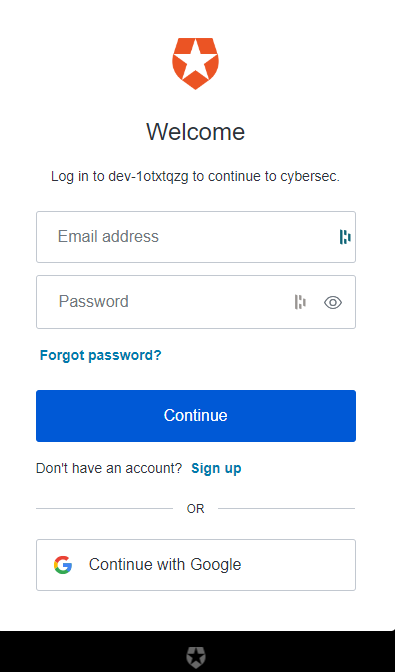 Welcome
Log in to dev-1otxtqzg to continue to cybersec.
Email address
Password
Forgot password?
Continue
Don't have an account? Sign up
OR
Continue with Google